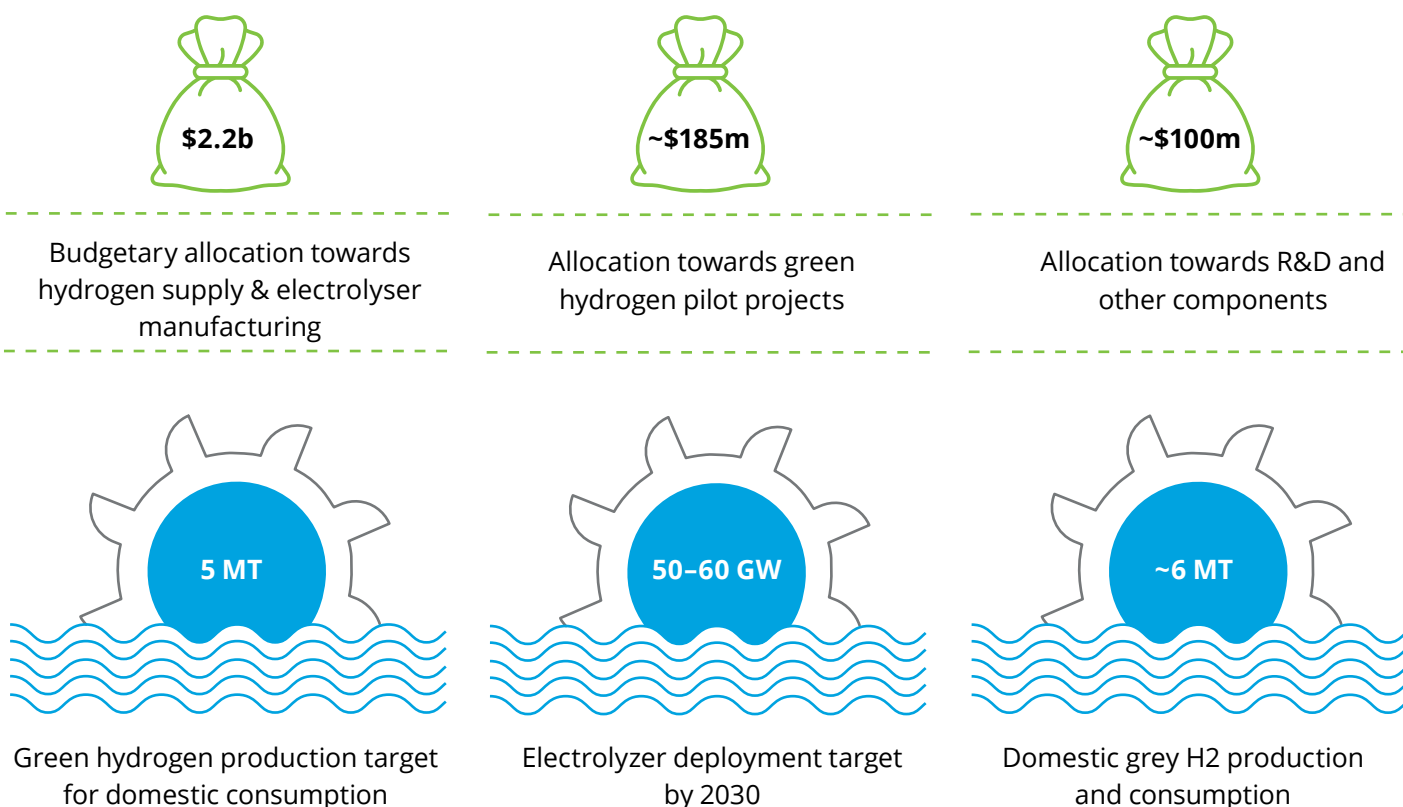 $2.2b
~$185m
~$100m
Budgetary allocation towards
hydrogen supply & electrolyser
manufacturing
Allocation towards green
hydrogen pilot projects
Allocation towards R&D and
other components
5 MT
50–60 GW
~6 MT
Green hydrogen production target
for domestic consumption
Electrolyzer deployment target
by 2030
Domestic grey H2 production
and consumption